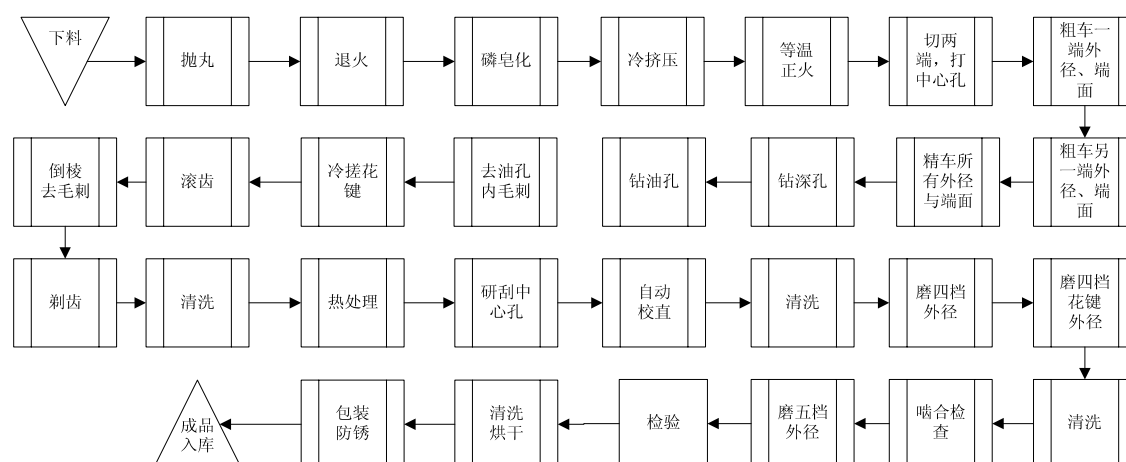 下料
抛丸
退火
磷皂化
冷挤压
等温
正火
切两
端，打
中心孔
粗车一
端外
径、端
面
粗车另
一端外
径、端
面
精车所
有外径
与端面
钻深孔
钻油孔
去油孔
内毛刺
冷搓花
键
滚齿
倒棱
去毛刺
剃齿
清洗
热处理
研刮中
心孔
自动
校直
清洗
磨四档
外径
磨四档
花键
外径
清洗
啮合检
查
磨五档
外径
检验
清洗
烘干
包装
防锈
成品
入库